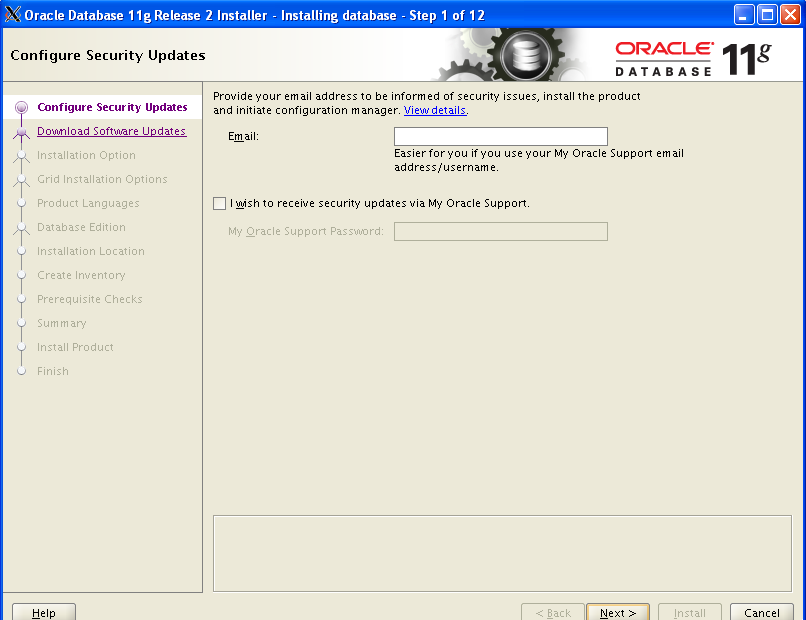 Oracle Database 11g Release 2 Installer - Installing database - Step 1 of 12
Configure Security Updates
ORACLE
DATABASE
11g
Configure Security Updates
Download Software Updates
Installation Option
Grid Installation Options
Product Languages
Database Edition
Installation Location
Create Inventory
Prerequisite Checks
Summary
Install Product
Finish
Provide your email address to be informed of security issues, install the product
and initiate configuration manager. View details.
Email:
Easier for you if you use your My Oracle Support email
address/username.
I wish to receive security updates via My Oracle Support.
My Oracle Support Password:
Help
< Back
Next >
Install
Cancel